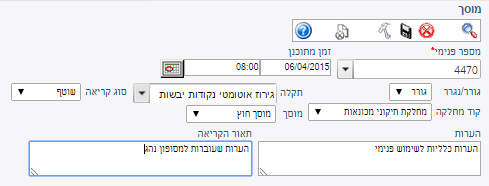 מוסך
מספר פנימי* זמן מתוכנן
4470 06/04/2015 08:00
גורר/נגרר גורר תקלה גירוז אוטומטי נקודות יבשות סוג קריאה שוטף
קוד מחלקה מחלקת תיקוני מכונאות מוסך מוסך חוץ
הערות תאור הקריאה
הערות כלליות לשימוש פנימי הערות שעוברות למסופון נהג